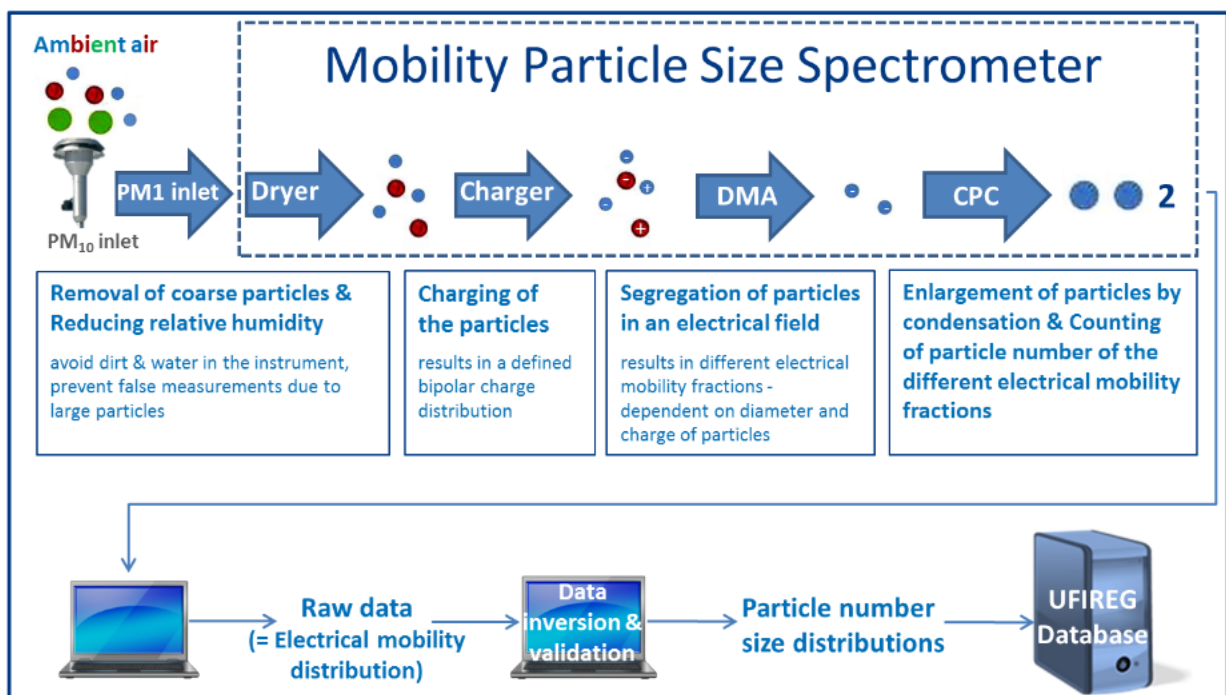 Ambient air
Mobility Particle Size Spectrometer
PM1 inlet
Dryer
Charger
DMA
CPC
2
PM₁₀ inlet
Removal of coarse particles &
Reducing relative humidity
avoid dirt & water in the instrument,
prevent false measurements due to
large particles
Charging of
the particles
results in a defined
bipolar charge
distribution
Segregation of particles
in an electrical field
results in different electrical
mobility fractions -
dependent on diameter and
charge of particles
Enlargement of particles by
condensation & Counting
of particle number of the
different electrical mobility
fractions
Raw data
(= Electrical mobility
distribution)
Data
inversion &
validation
Particle number
size distributions
UFIREG
Database